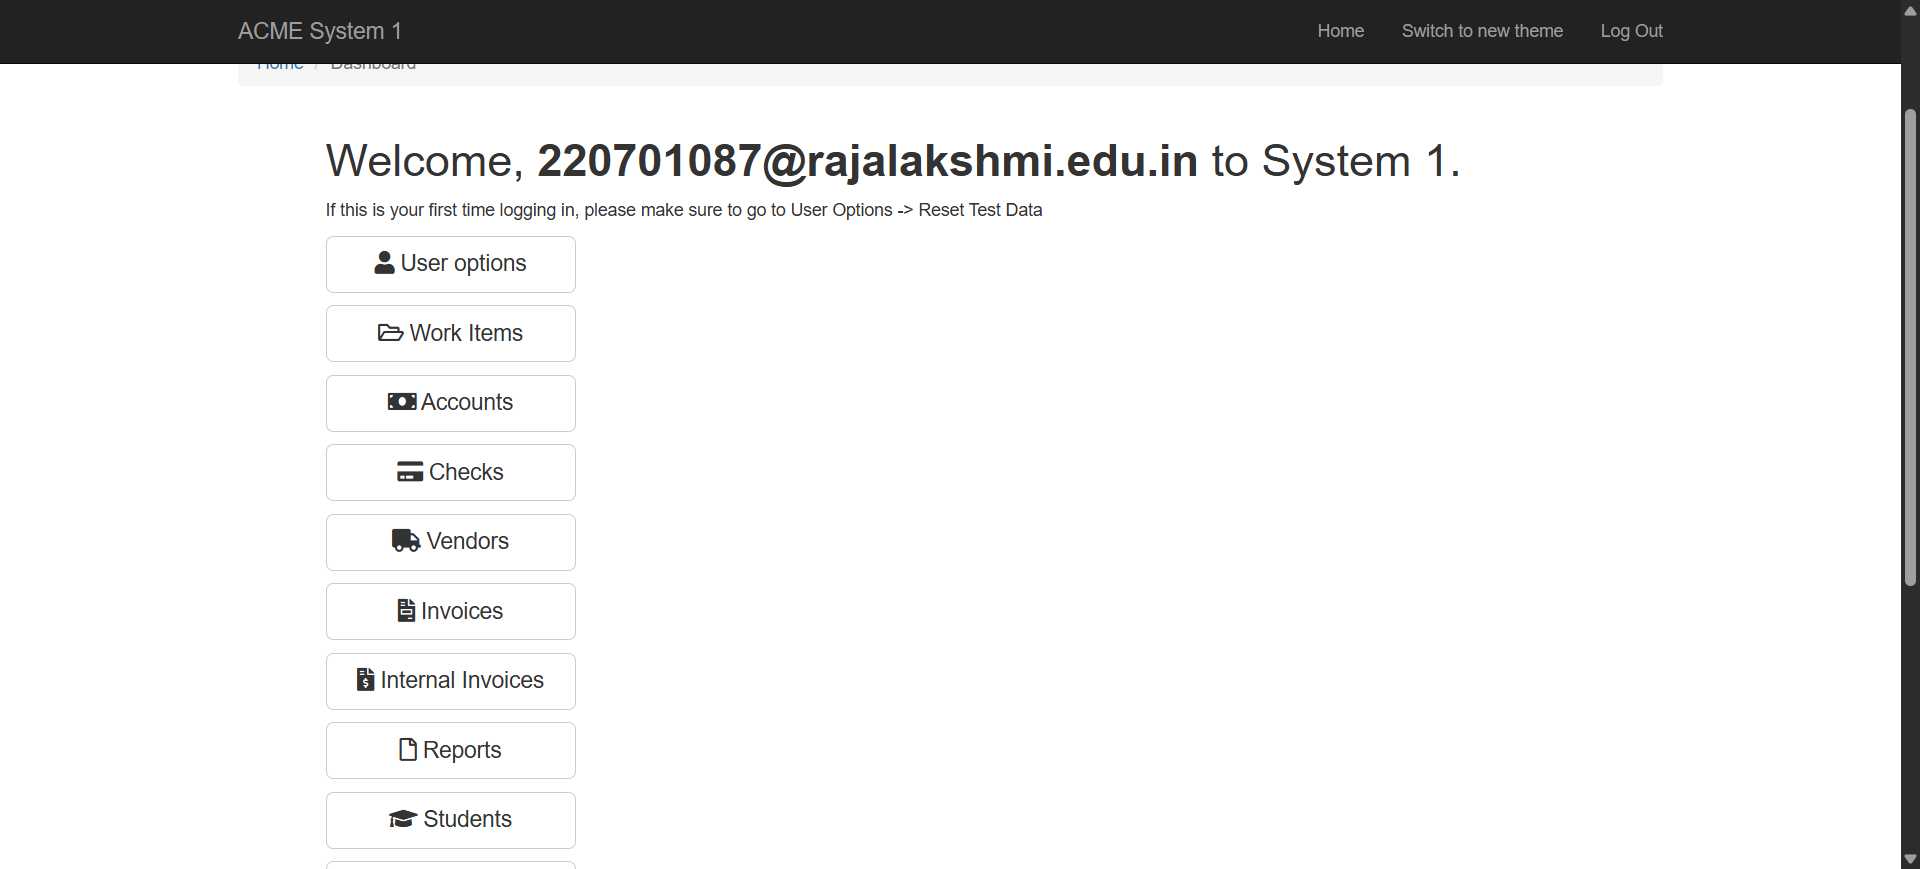 ACME System 1
Home Switch to new theme Log Out
Home / Dashboard
Welcome, 220701087@rajalakshmi.edu.in to System 1.
If this is your first time logging in, please make sure to go to User Options -> Reset Test Data
User options
Work Items
Accounts
Checks
Vendors
Invoices
Internal Invoices
Reports
Students